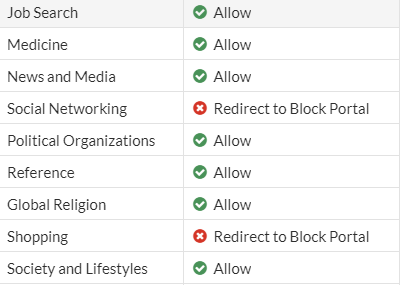 Job Search Allow
Medicine Allow
News and Media Allow
Social Networking Redirect to Block Portal
Political Organizations Allow
Reference Allow
Global Religion Allow
Shopping Redirect to Block Portal
Society and Lifestyles Allow